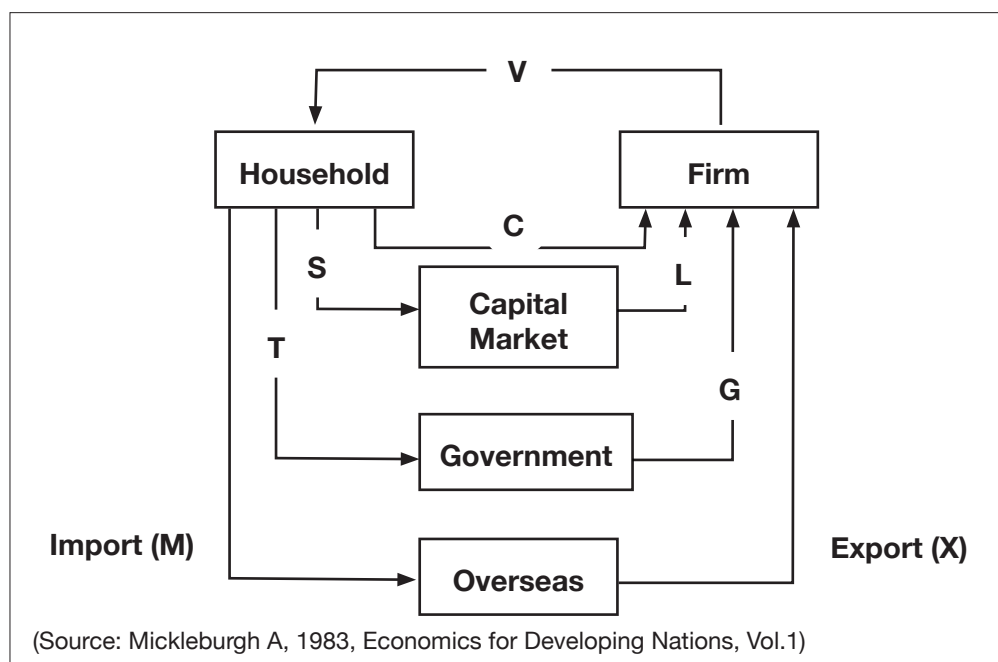 V
Household
Firm
C
S
L
Capital
Market
T
G
Government
Import (M)
Export (X)
Overseas
(Source: Mickleburgh A, 1983, Economics for Developing Nations, Vol.1)